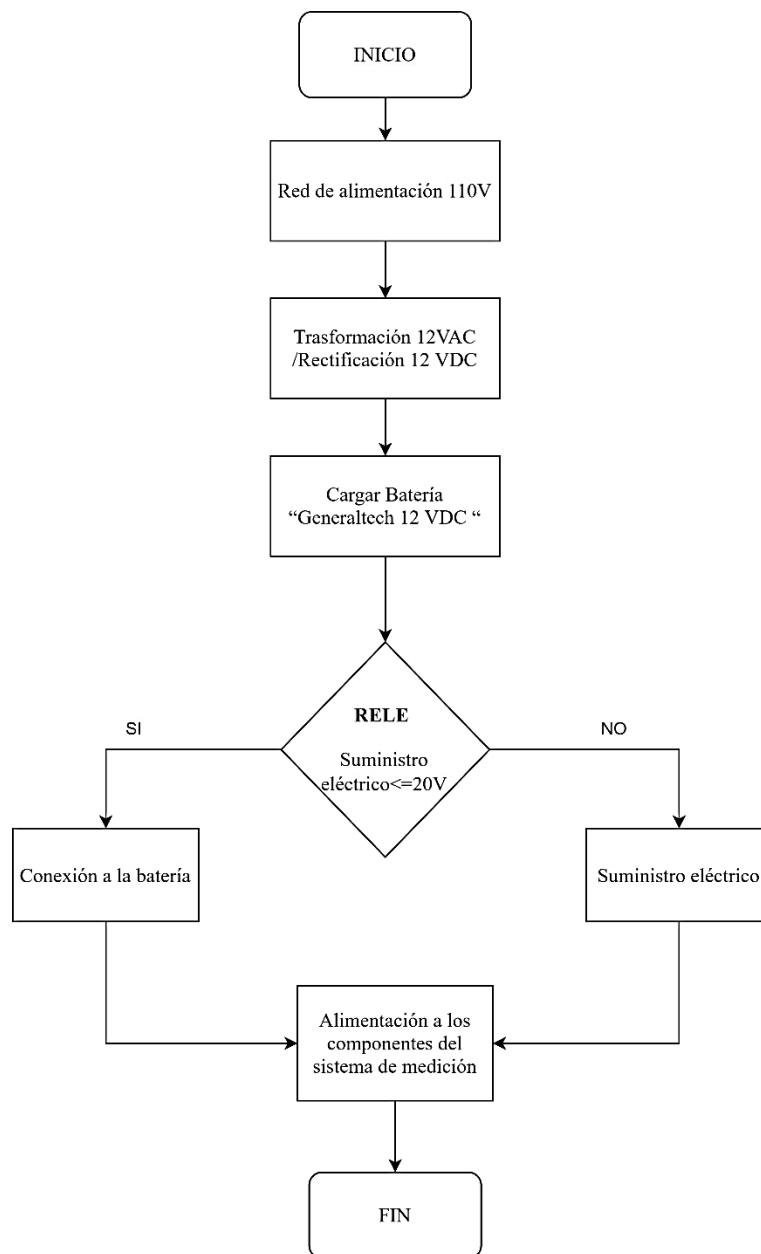 INICIO
Red de alimentación 110V
Trasformación 12VAC
/Rectificación 12 VDC
Cargar Batería
“Generaltech 12 VDC “
RELE
Suministro
eléctrico<=20V
SI
NO
Conexión a la batería
Suministro eléctrico
Alimentación a los
componentes del
sistema de medición
FIN